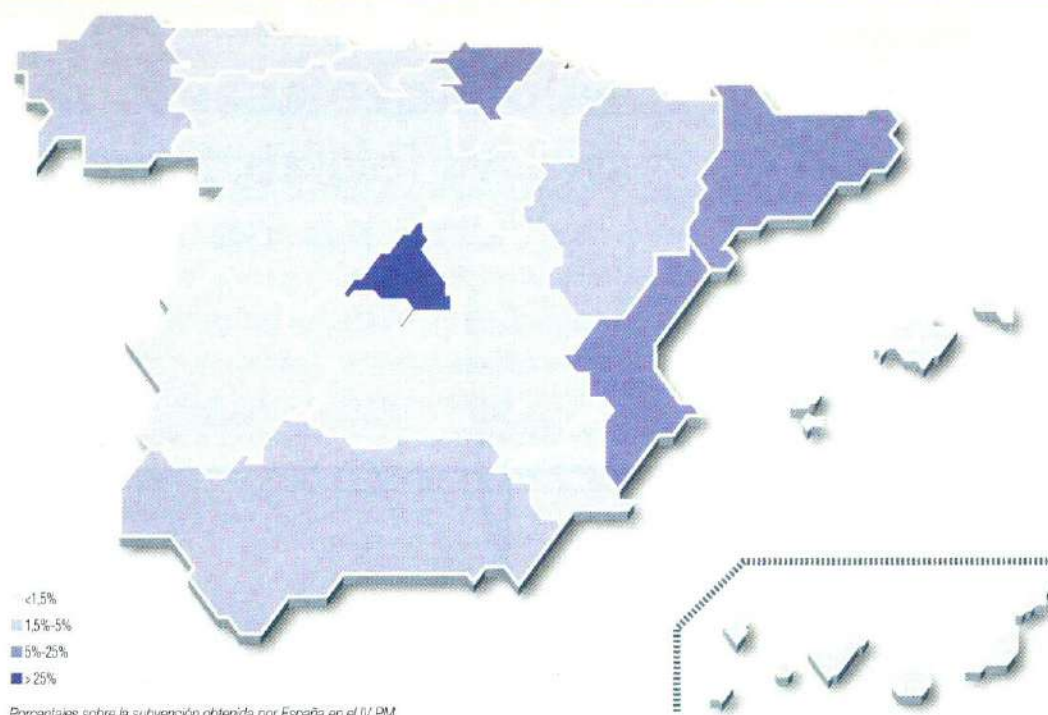 <1,5%
1,5%-5%
5%-25%
> 25%
Porcentajes sobre la subvención obtenida por España en el IV PM.